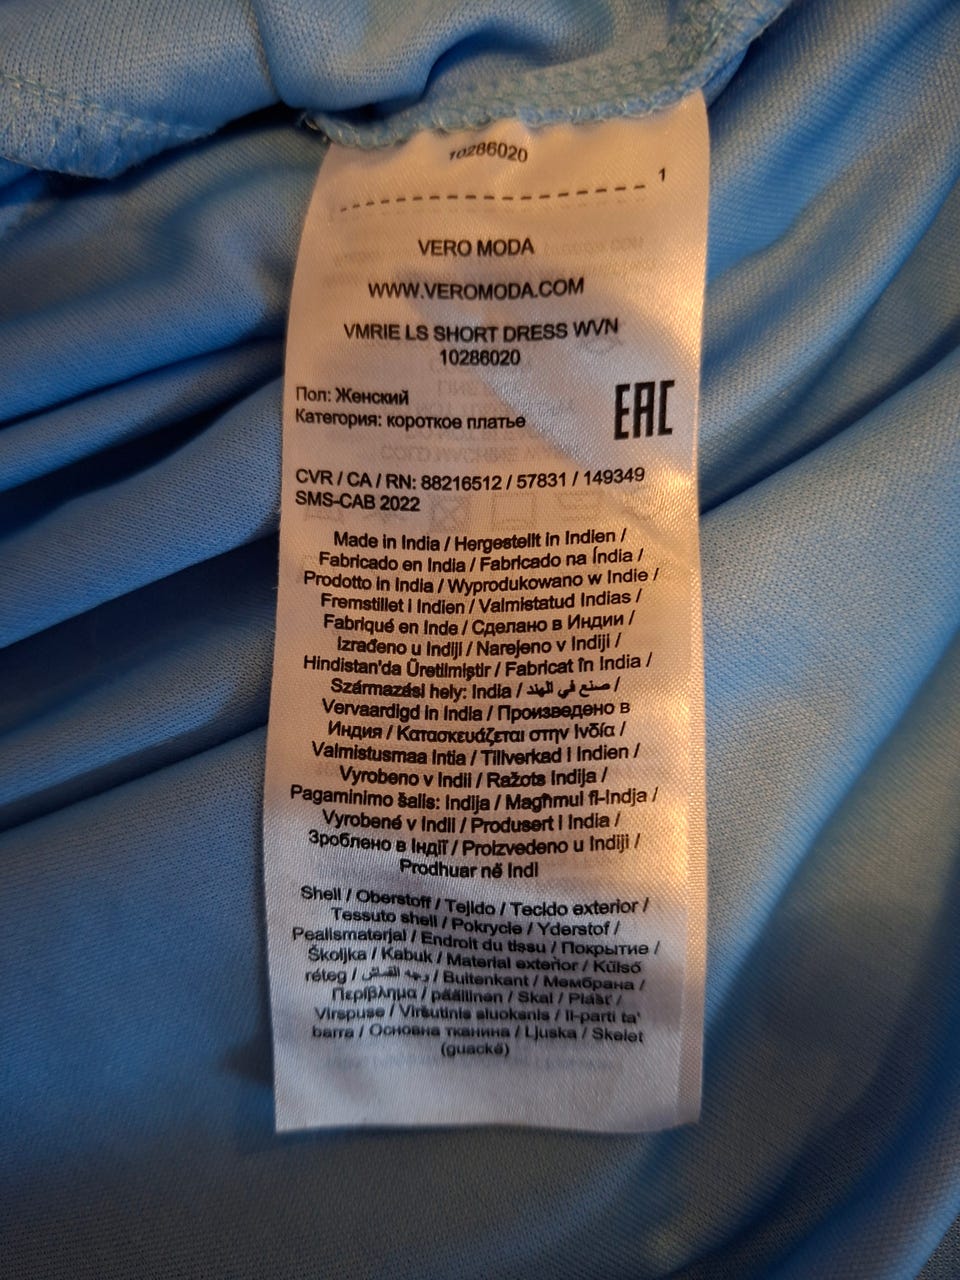 10286020
1
VERO MODA
WWW.VEROMODA.COM
VMRIE LS SHORT DRESS WVN
10286020
Пол: Женский
Категория: короткое платье
EAC
CVR / CA / RN: 88216512 / 57831 / 149349
SMS-CAB 2022
Made in India / Hergestellt in Indien /
Fabricado en India / Fabricado na Índia /
Prodotto in India / Wyprodukowano w Indie /
Fremstillet i Indien / Valmistatud Indias /
Fabriqué en Inde / Сделано в Индии /
Izrađeno u Indiji / Narejeno v Indiji /
Hindistan'da Üretilmiştir / Fabricat în India /
Származási hely: India / صنع في الهند /
Vervaardigd in India / Произведено в
Индия / Κατασκευάζεται στην Ινδία /
Valmistusmaa Intia / Tillverkad i Indien /
Vyrobeno v Indii / Ražots Indija /
Pagaminimo šalis: Indija / Magħmul fl-Indja /
Vyrobené v Indii / Produsert i India /
Зроблено в Індії / Proizvedeno u Indiji /
Prodhuar në Indi
Shell / Oberstoff / Tejido / Tecido exterior /
Tessuto shell / Pokrycie / Yderstof /
Pealismaterjal / Endroit du tissu / Покрытие /
Školjka / Kabuk / Material exterior / Külső
réteg / وجه القماش / Buitenkant / Мембрана /
Περίβλημα / päällinen / Skal / Plášť /
Virspuse / Viršutinis sluoksnis / Il-parti ta'
barra / Основна тканина / Ljuska / Skelet
(guackë)